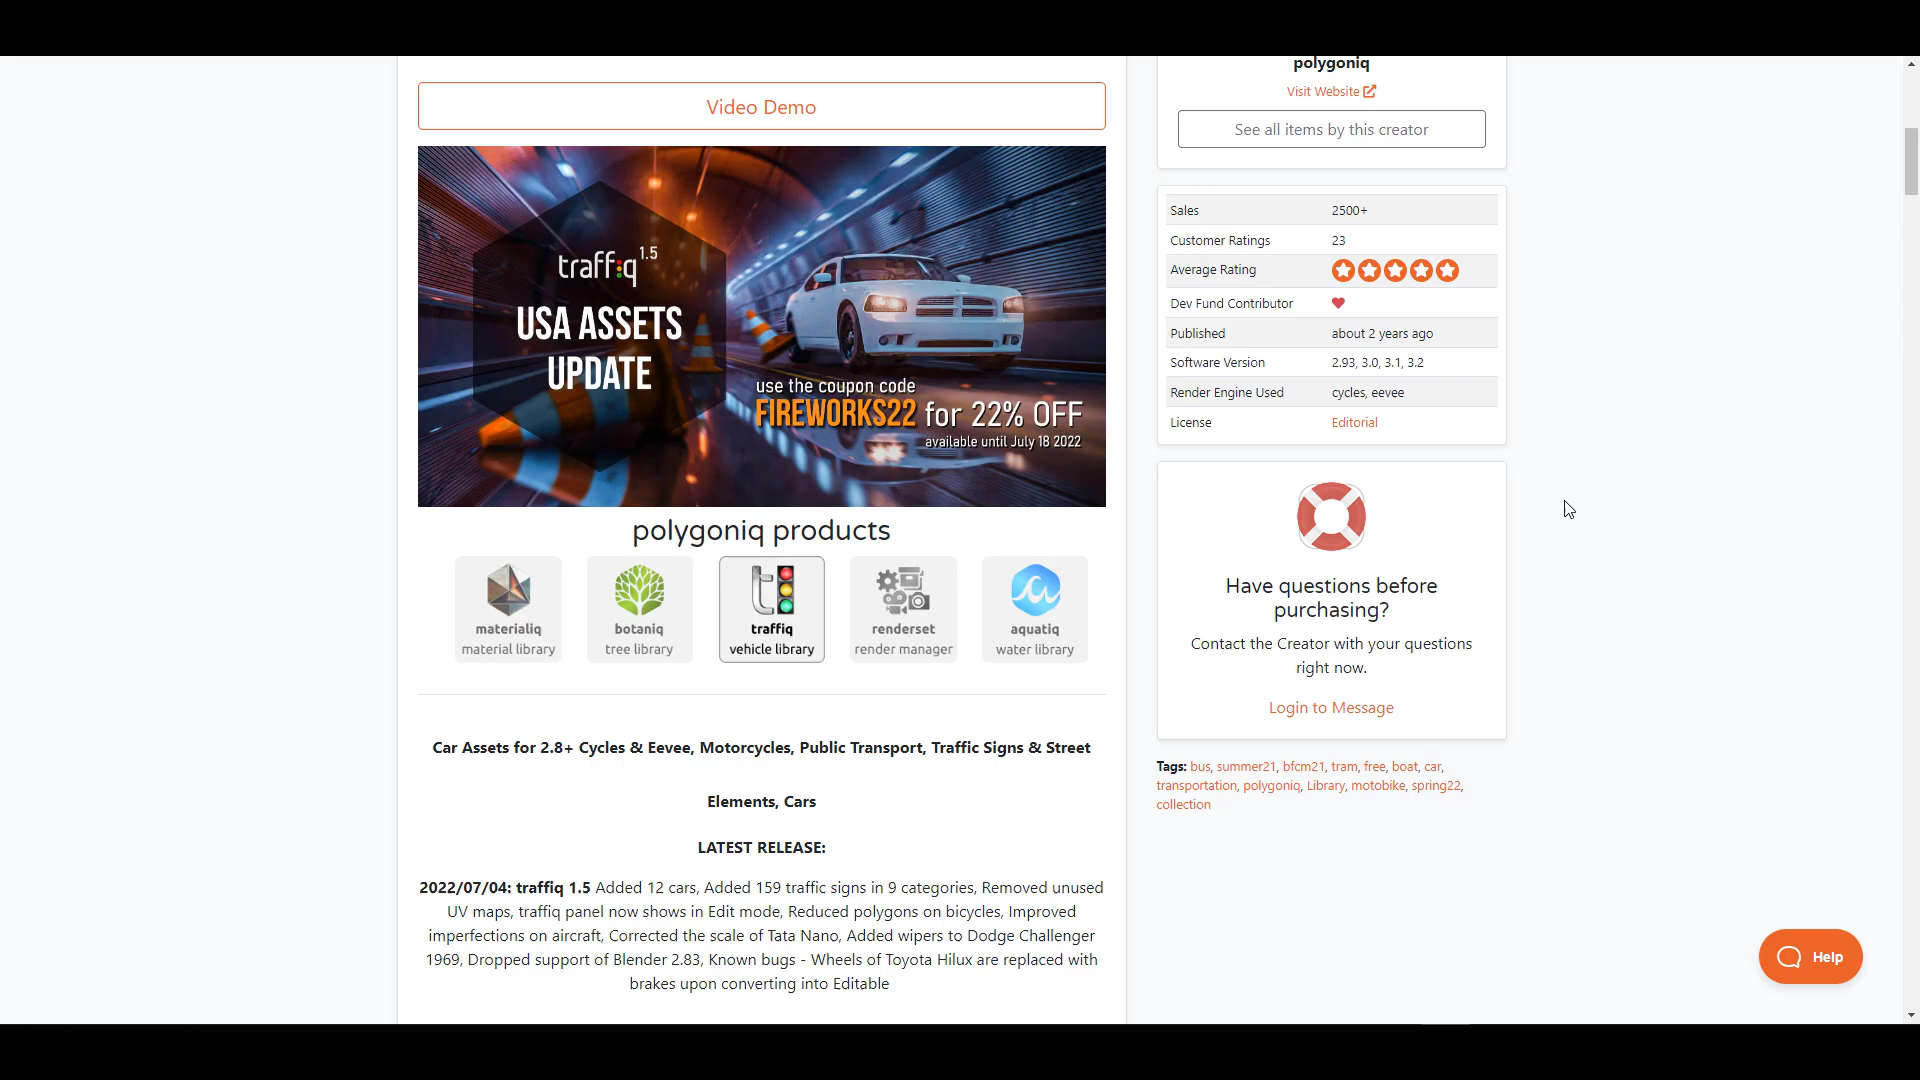 Video Demo
traffiq 1.5
USA ASSETS
UPDATE
use the coupon code
FIREWORKS22 for 22% OFF
available until July 18 2022
polygoniq products
materialiq
material library
botaniq
tree library
traffiq
vehicle library
renderset
render manager
aquatiq
water library
Car Assets for 2.8+ Cycles & Eevee, Motorcycles, Public Transport, Traffic Signs & Street
Elements, Cars
LATEST RELEASE:
2022/07/04: traffiq 1.5 Added 12 cars, Added 159 traffic signs in 9 categories, Removed unused
UV maps, traffiq panel now shows in Edit mode, Reduced polygons on bicycles, Improved
imperfections on aircraft, Corrected the scale of Tata Nano, Added wipers to Dodge Challenger
1969, Dropped support of Blender 2.83, Known bugs - Wheels of Toyota Hilux are replaced with
brakes upon converting into Editable
polygoniq
Visit Website
See all items by this creator
Sales 2500+
Customer Ratings 23
Average Rating
Dev Fund Contributor
Published about 2 years ago
Software Version 2.93, 3.0, 3.1, 3.2
Render Engine Used cycles, eevee
License Editorial
Have questions before
purchasing?
Contact the Creator with your questions
right now.
Login to Message
Tags: bus, summer21, bfcm21, tram, free, boat, car,
transportation, polygoniq, Library, motobike, spring22,
collection
Help